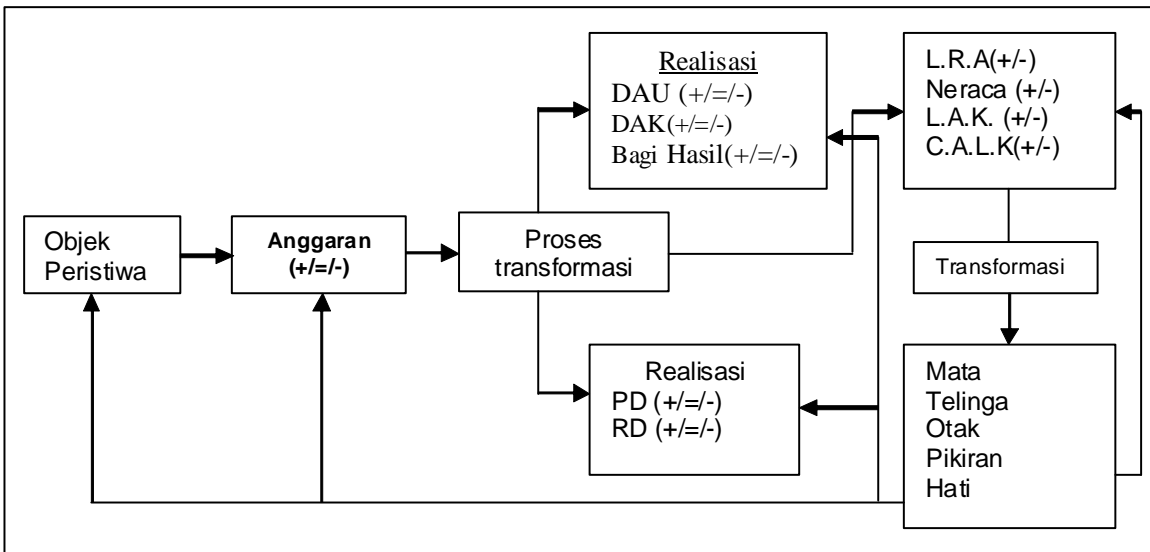 Objek
Peristiwa
Anggaran
(+/=/-)
Proses
transformasi
Realisasi
DAU (+/=/-)
DAK(+/=/-)
Bagi Hasil(+/=/-)
Realisasi
PD (+/=/-)
RD (+/=/-)
L.R.A(+/-)
Neraca (+/-)
L.A.K. (+/-)
C.A.L.K(+/-)
Transformasi
Mata
Telinga
Otak
Pikiran
Hati